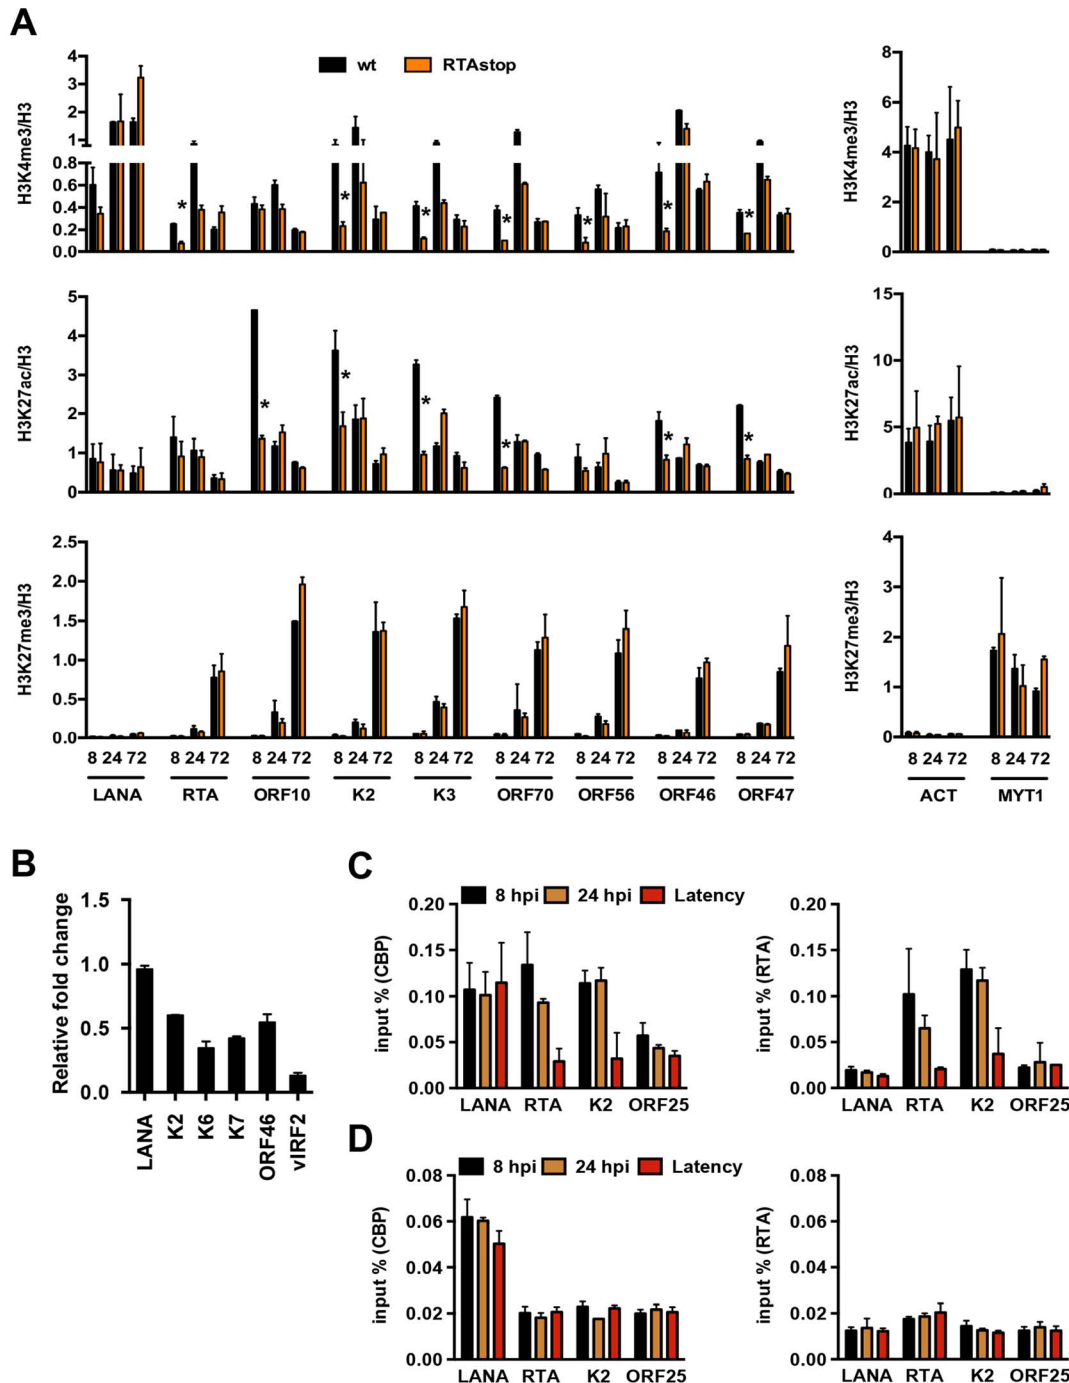 A
wt RTAstop
H3K4me3/H3
4
3
2
1
0.8
0.6
0.4
0.2
0
* * * * * * *
H3K4me3/H3
8
6
4
2
0
H3K27ac/H3
5
4
3
2
1
0
* * * * * *
H3K27ac/H3
15
10
5
0
H3K27me3/H3
2.5
2.0
1.5
1.0
0.5
0.0
H3K27me3/H3
4
3
2
1
0
8 24 72 8 24 72 8 24 72 8 24 72 8 24 72 8 24 72 8 24 72 8 24 72 8 24 72 8 24 72 8 24 72
LANA RTA ORF10 K2 K3 ORF70 ORF56 ORF46 ORF47 ACT MYT1
B
Relative fold change
1.5
1.0
0.5
0.0
LANA
K2
K6
K7
ORF46
vIRF2
C
8 hpi 24 hpi Latency
input % (CBP)
0.20
0.15
0.10
0.05
0.00
LANA RTA K2 ORF25
input % (RTA)
0.20
0.15
0.10
0.05
0.00
LANA RTA K2 ORF25
D
8 hpi 24 hpi Latency
input % (CBP)
0.08
0.06
0.04
0.02
0.00
LANA RTA K2 ORF25
input % (RTA)
0.08
0.06
0.04
0.02
0.00
LANA RTA K2 ORF25